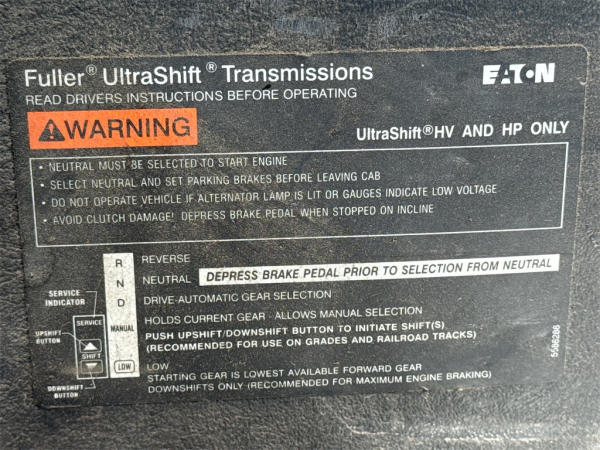 Fuller® UltraShift® Transmissions
EATON
READ DRIVERS INSTRUCTIONS BEFORE OPERATING
WARNING
UltraShift®HV AND HP ONLY
• NEUTRAL MUST BE SELECTED TO START ENGINE
• SELECT NEUTRAL AND SET PARKING BRAKES BEFORE LEAVING CAB
• DO NOT OPERATE VEHICLE IF ALTERNATOR LAMP IS LIT OR GAUGES INDICATE LOW VOLTAGE
• AVOID CLUTCH DAMAGE! DEPRESS BRAKE PEDAL WHEN STOPPED ON INCLINE
R REVERSE
N NEUTRAL DEPRESS BRAKE PEDAL PRIOR TO SELECTION FROM NEUTRAL
D DRIVE-AUTOMATIC GEAR SELECTION
MANUAL HOLDS CURRENT GEAR - ALLOWS MANUAL SELECTION
PUSH UPSHIFT/DOWNSHIFT BUTTON TO INITIATE SHIFT(S)
(RECOMMENDED FOR USE ON GRADES AND RAILROAD TRACKS)
LOW LOW
STARTING GEAR IS LOWEST AVAILABLE FORWARD GEAR
DOWNSHIFTS ONLY (RECOMMENDED FOR MAXIMUM ENGINE BRAKING)
SERVICE
INDICATOR
SERVICE
UPSHIFT
BUTTON
SHIFT
DOWNSHIFT
BUTTON
5586286